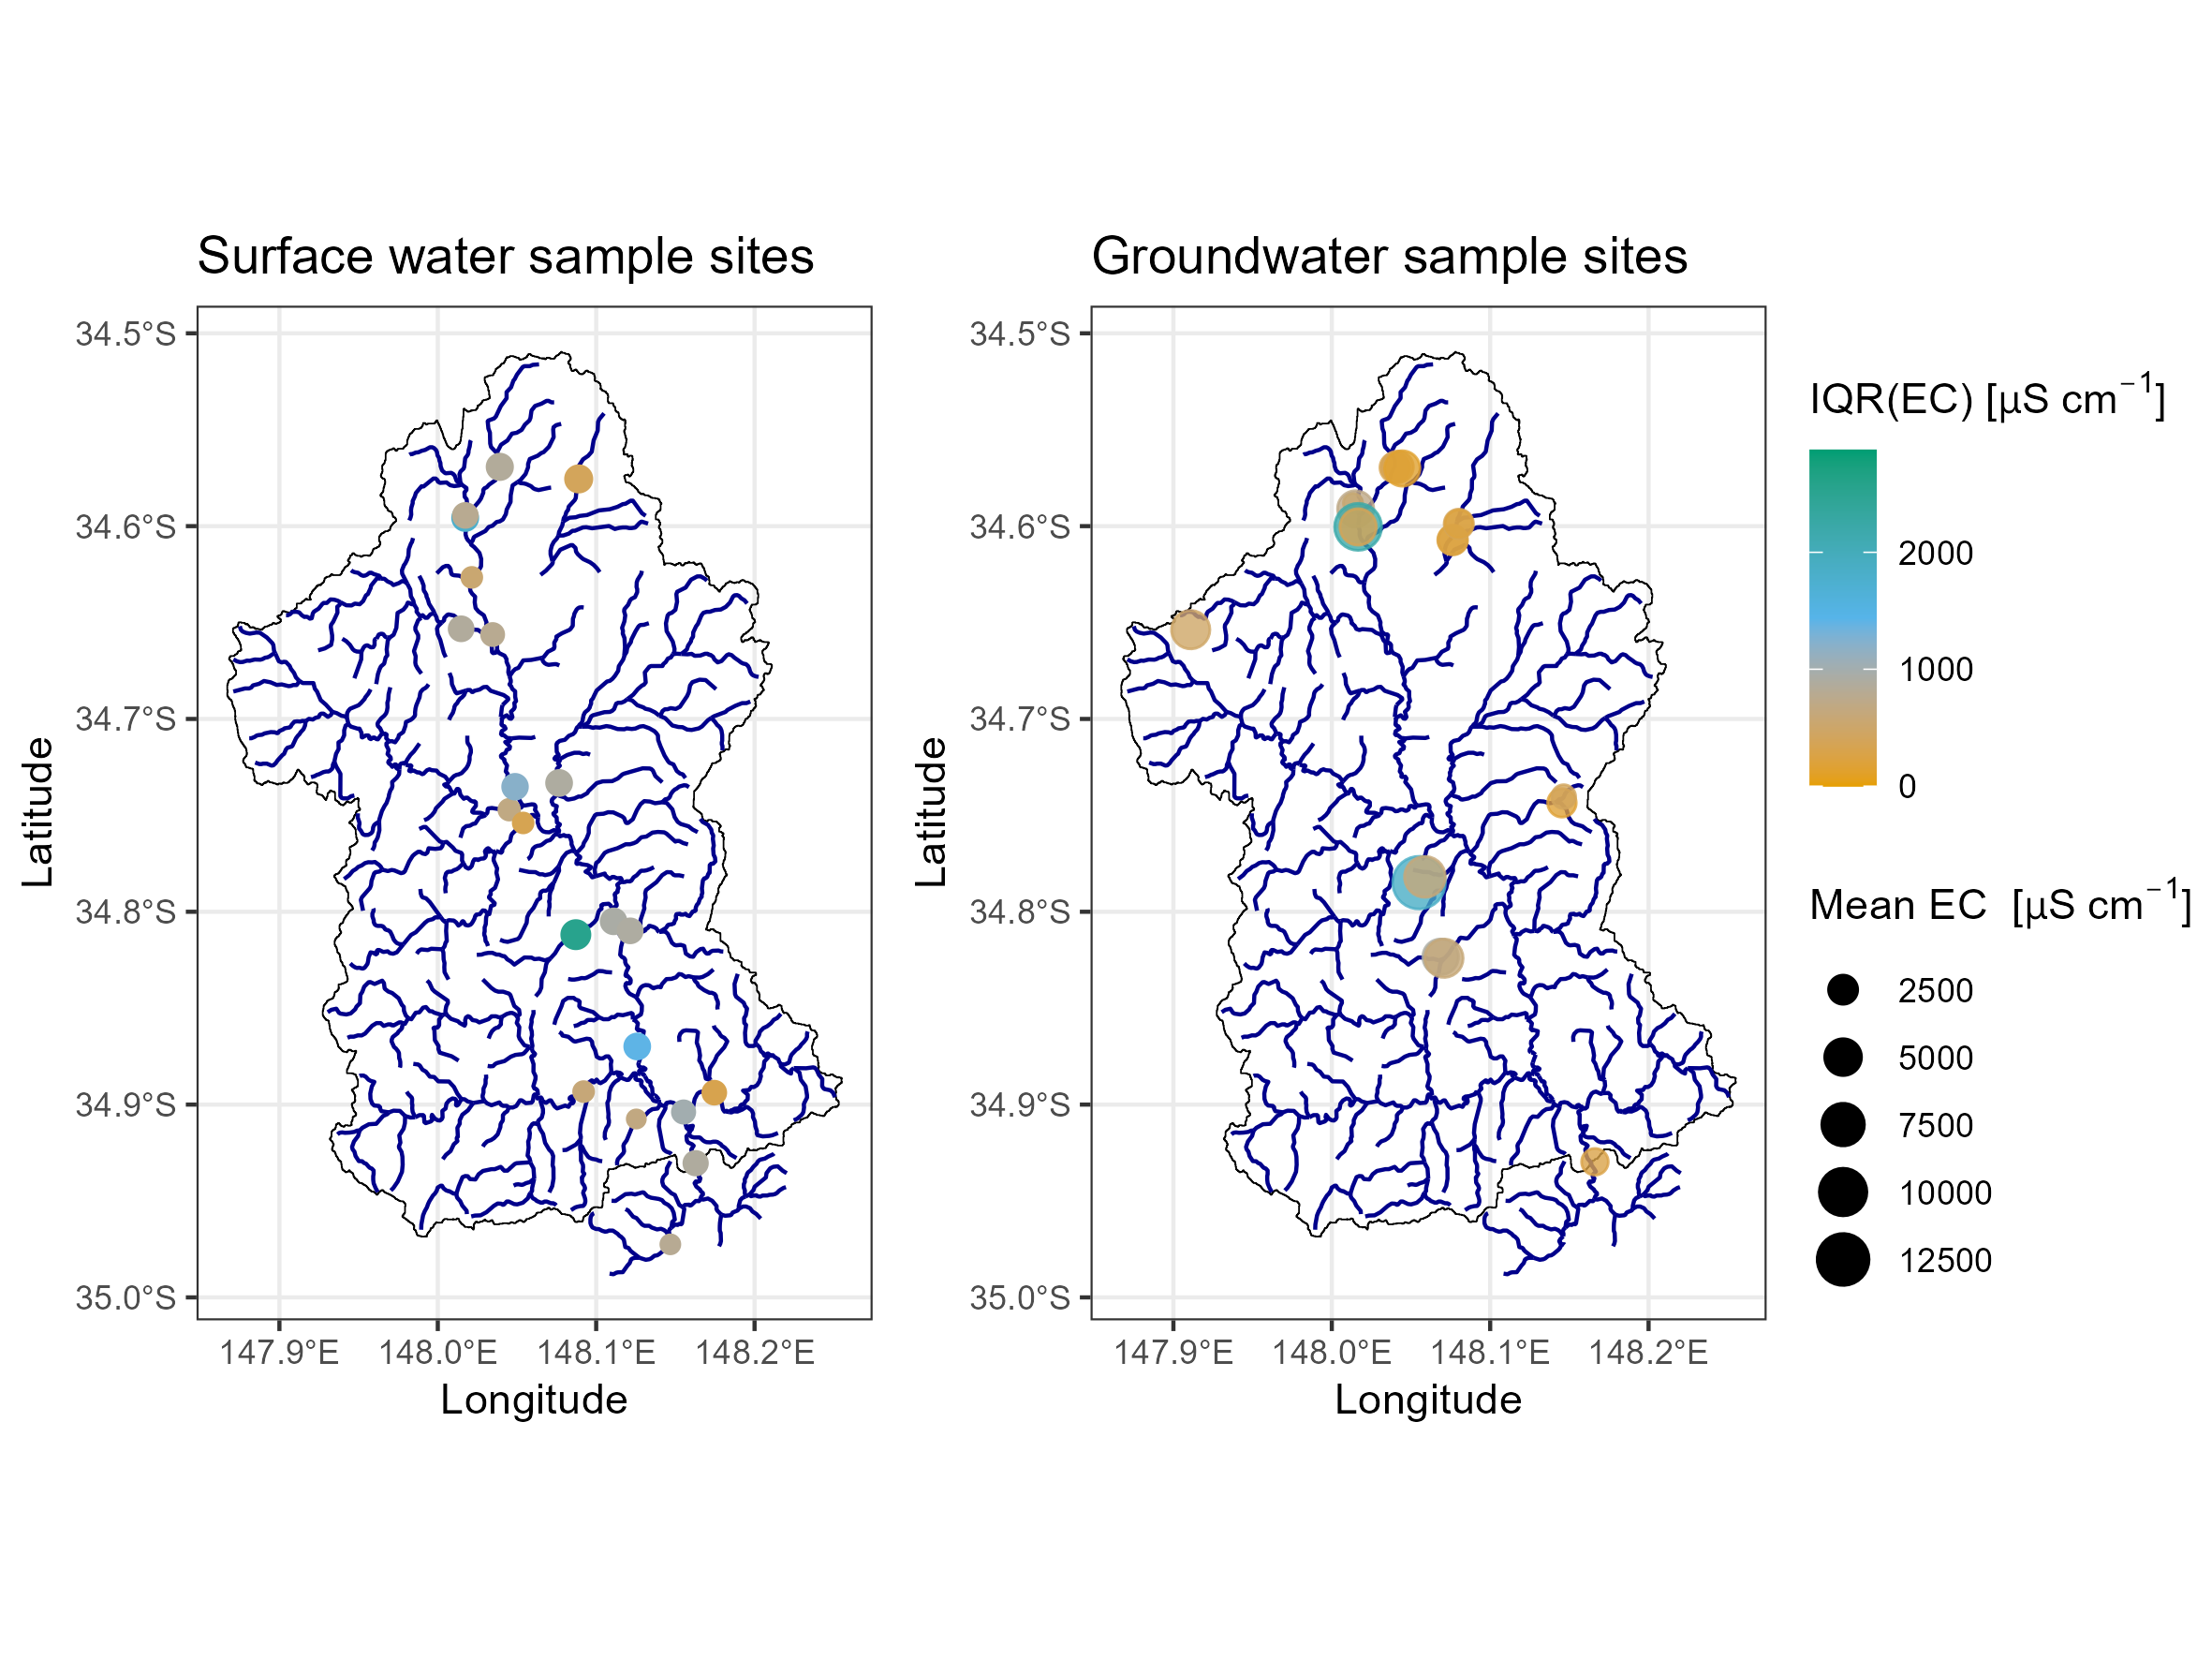 Surface water sample sites
Groundwater sample sites
34.5°S
34.6°S
34.7°S
34.8°S
34.9°S
35.0°S
Latitude
147.9°E 148.0°E 148.1°E 148.2°E
Longitude
34.5°S
34.6°S
34.7°S
34.8°S
34.9°S
35.0°S
Latitude
147.9°E 148.0°E 148.1°E 148.2°E
Longitude
IQR(EC) [µS cm⁻¹]
2000
1000
0
Mean EC [µS cm⁻¹]
2500
5000
7500
10000
12500